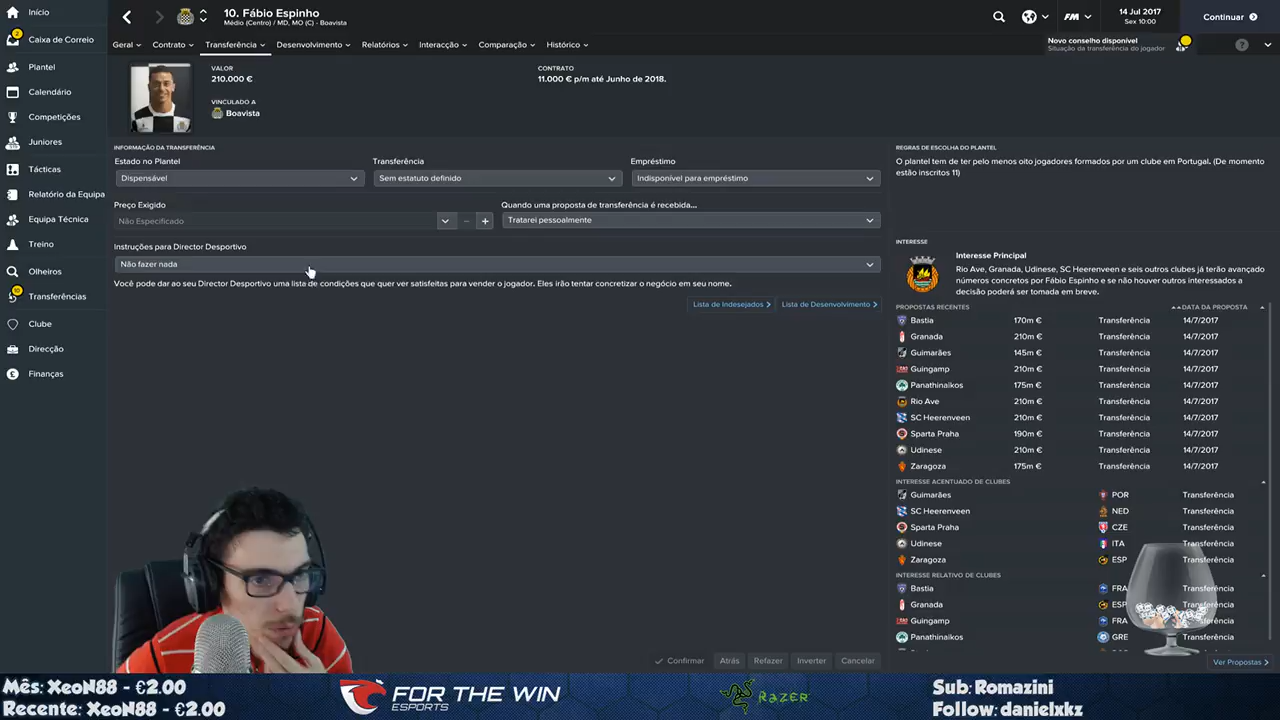 Início
10. Fábio Espinho
Médio (Centro) / MD, MO (C) - Boavista
14 Jul 2017
Sex 10:00
Continuar
FM
2
Caixa de Correio
Geral
Contrato
Transferência
Desenvolvimento
Relatórios
Interacção
Comparação
Histórico
Novo conselho disponível
Situação da transferência do jogador
Plantel
Calendário
Competições
Juniores
Tácticas
Relatório da Equipa
Equipa Técnica
Treino
Olheiros
10
Transferências
Clube
Direcção
Finanças
VALOR
210.000 €
VINCULADO A
Boavista
CONTRATO
11.000 € p/m até Junho de 2018.
INFORMAÇÃO DA TRANSFERÊNCIA
Estado no Plantel
Transferência
Empréstimo
Dispensável
Sem estatuto definido
Indisponível para empréstimo
Preço Exigido
Quando uma proposta de transferência é recebida...
Não Especificado
Tratarei pessoalmente
Instruções para Director Desportivo
Não fazer nada
Você pode dar ao seu Director Desportivo uma lista de condições que quer ver satisfeitas para vender o jogador. Eles irão tentar concretizar o negócio em seu nome.
Lista de Indesejados
Lista de Desenvolvimento
REGRAS DE ESCOLHA DO PLANTEL
O plantel tem de ter pelo menos oito jogadores formados por um clube em Portugal. (De momento
estão inscritos 11)
INTERESSE
Interesse Principal
Rio Ave, Granada, Udinese, SC Heerenveen e seis outros clubes já terão avançado
números concretos por Fábio Espinho e se não houver outros interessados a
decisão poderá ser tomada em breve.
PROPOSTAS RECENTES
DATA DA PROPOSTA
Bastia 170m € Transferência 14/7/2017
Granada 210m € Transferência 14/7/2017
Guimarães 145m € Transferência 14/7/2017
Guingamp 210m € Transferência 14/7/2017
Panathinaikos 175m € Transferência 14/7/2017
Rio Ave 210m € Transferência 14/7/2017
SC Heerenveen 210m € Transferência 14/7/2017
Sparta Praha 190m € Transferência 14/7/2017
Udinese 210m € Transferência 14/7/2017
Zaragoza 175m € Transferência 14/7/2017
INTERESSE ACENTUADO DE CLUBES
Guimarães POR Transferência
SC Heerenveen NED Transferência
Sparta Praha CZE Transferência
Udinese ITA Transferência
Zaragoza ESP Transferência
INTERESSE RELATIVO DE CLUBES
Bastia FRA Transferência
Granada ESP Transferência
Guingamp FRA Transferência
Panathinaikos GRE Transferência
Confirmar
Atrás
Refazer
Inverter
Cancelar
Ver Propostas
Mês: XeoN88 - €2.00
Recente: XeoN88 - €2.00
FOR THE WIN
ESPORTS
RAZER
Sub: Romazini
Follow: danielxkz